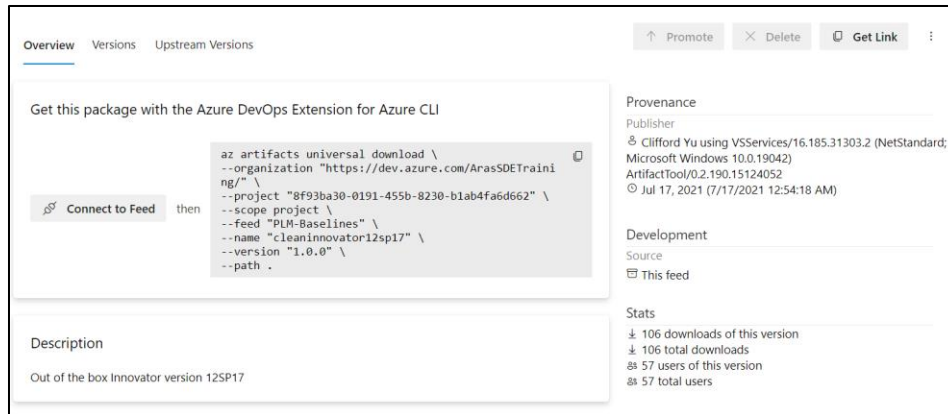 Overview Versions Upstream Versions
Promote Delete Get Link
Get this package with the Azure DevOps Extension for Azure CLI
Connect to Feed then
az artifacts universal download \
--organization "https://dev.azure.com/ArasSDETraini
ng/" \
--project "8f93ba30-0191-455b-8230-b1ab4fa6d662" \
--scope project \
--feed "PLM-Baselines" \
--name "cleaninnovator12sp17" \
--version "1.0.0" \
--path .
Description
Out of the box Innovator version 12SP17
Provenance
Publisher
Clifford Yu using VSServices/16.185.31303.2 (NetStandard;
Microsoft Windows 10.0.19042)
ArtifactTool/0.2.190.15124052
Jul 17, 2021 (7/17/2021 12:54:18 AM)
Development
Source
This feed
Stats
106 downloads of this version
106 total downloads
57 users of this version
57 total users